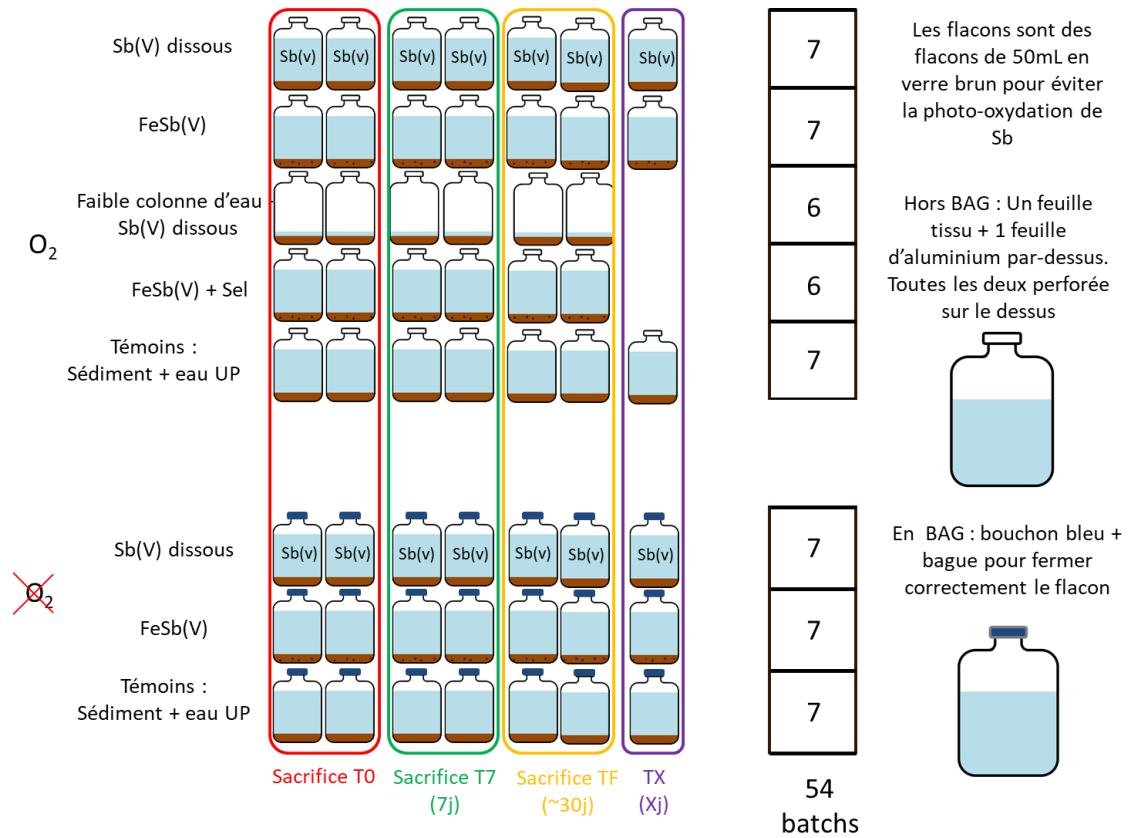 Sb(V) dissous
Sb(v) Sb(v) Sb(v) Sb(v) Sb(v) Sb(v) Sb(v)
7
FeSb(V)
7
Faible colonne d'eau -
Sb(V) dissous
6
O₂
FeSb(V) + Sel
6
Témoins :
Sédiment + eau UP
7
Les flacons sont des
flacons de 50mL en
verre brun pour éviter
la photo-oxydation de
Sb
Hors BAG : Un feuille
tissu + 1 feuille
d'aluminium par-dessus.
Toutes les deux perforée
sur le dessus
Sb(V) dissous
Sb(v) Sb(v) Sb(v) Sb(v) Sb(v) Sb(v) Sb(v)
7
O₂
FeSb(V)
7
Témoins :
Sédiment + eau UP
7
En BAG : bouchon bleu +
bague pour fermer
correctement le flacon
Sacrifice T0
Sacrifice T7
(7j)
Sacrifice TF
(~30j)
TX
(Xj)
54
batchs